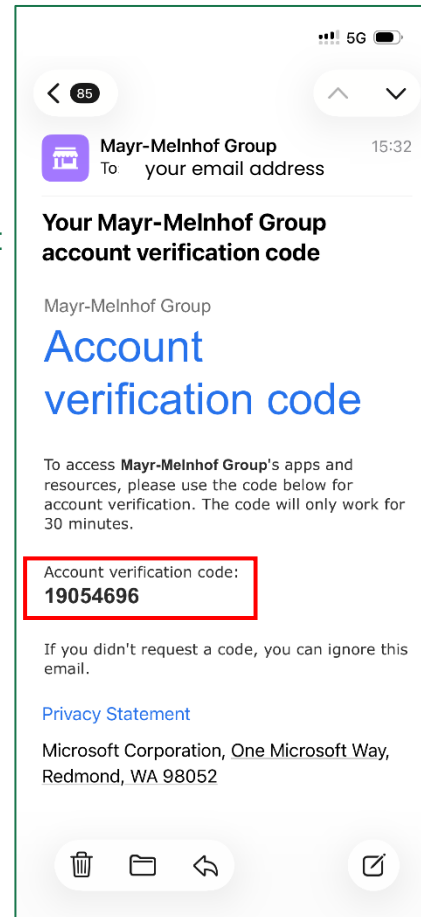 5G
85
Mayr-Melnhof Group 15:32
To your email address
Your Mayr-Melnhof Group
account verification code
Mayr-Melnhof Group
Account
verification code
To access Mayr-Melnhof Group's apps and
resources, please use the code below for
account verification. The code will only work for
30 minutes.
Account verification code:
19054696
If you didn't request a code, you can ignore this
email.
Privacy Statement
Microsoft Corporation, One Microsoft Way,
Redmond, WA 98052